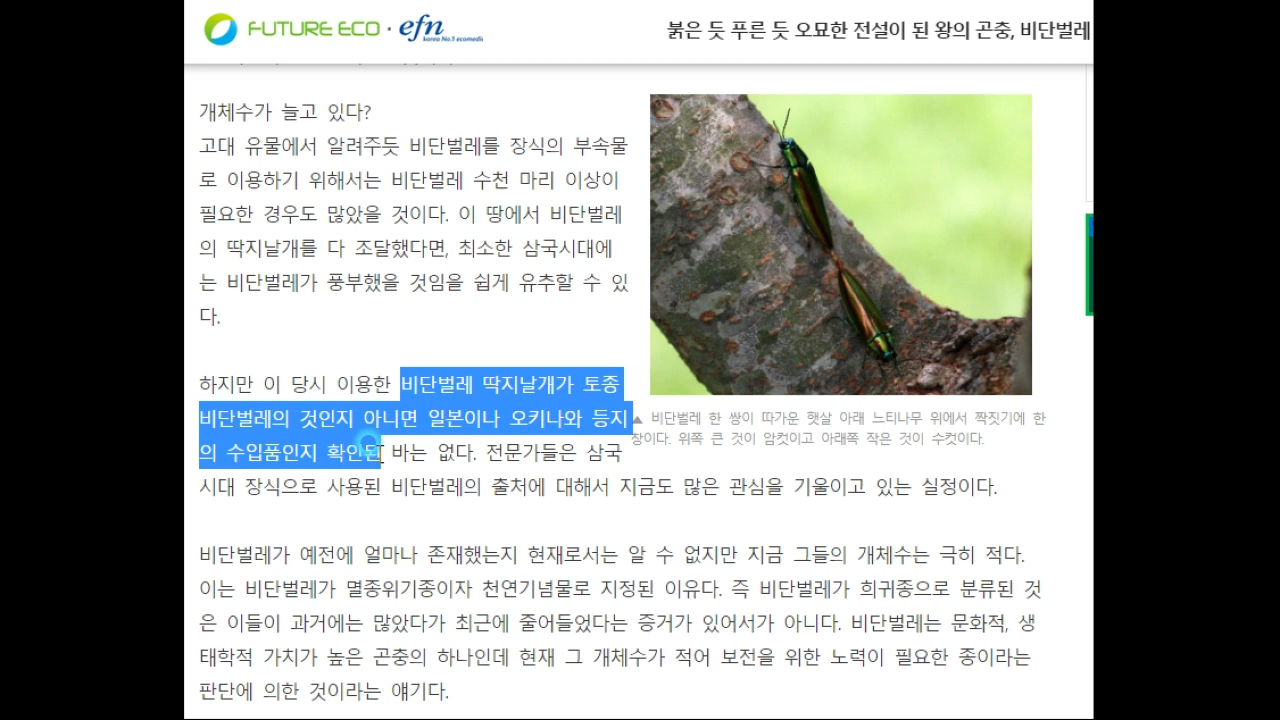 FUTURE ECO · efn
Korea No.1 ecomedia
붉은 듯 푸른 듯 오묘한 전설이 된 왕의 곤충, 비단벌레
개체수가 늘고 있다?
고대 유물에서 알려주듯 비단벌레를 장식의 부속물
로 이용하기 위해서는 비단벌레 수천 마리 이상이
필요한 경우도 많았을 것이다. 이 땅에서 비단벌레
의 딱지날개를 다 조달했다면, 최소한 삼국시대에
는 비단벌레가 풍부했을 것임을 쉽게 유추할 수 있
다.
하지만 이 당시 이용한 비단벌레 딱지날개가 토종
비단벌레의 것인지 아니면 일본이나 오키나와 등지
의 수입품인지 확인된 바는 없다. 전문가들은 삼국
시대 장식으로 사용된 비단벌레의 출처에 대해서 지금도 많은 관심을 기울이고 있는 실정이다.
▲ 비단벌레 한 쌍이 따가운 햇살 아래 느티나무 위에서 짝짓기에 한
창이다. 위쪽 큰 것이 암컷이고 아래쪽 작은 것이 수컷이다.
비단벌레가 예전에 얼마나 존재했는지 현재로서는 알 수 없지만 지금 그들의 개체수는 극히 적다.
이는 비단벌레가 멸종위기종이자 천연기념물로 지정된 이유다. 즉 비단벌레가 희귀종으로 분류된 것
은 이들이 과거에는 많았다가 최근에 줄어들었다는 증거가 있어서가 아니다. 비단벌레는 문화적, 생
태학적 가치가 높은 곤충의 하나인데 현재 그 개체수가 적어 보전을 위한 노력이 필요한 종이라는
판단에 의한 것이라는 얘기다.